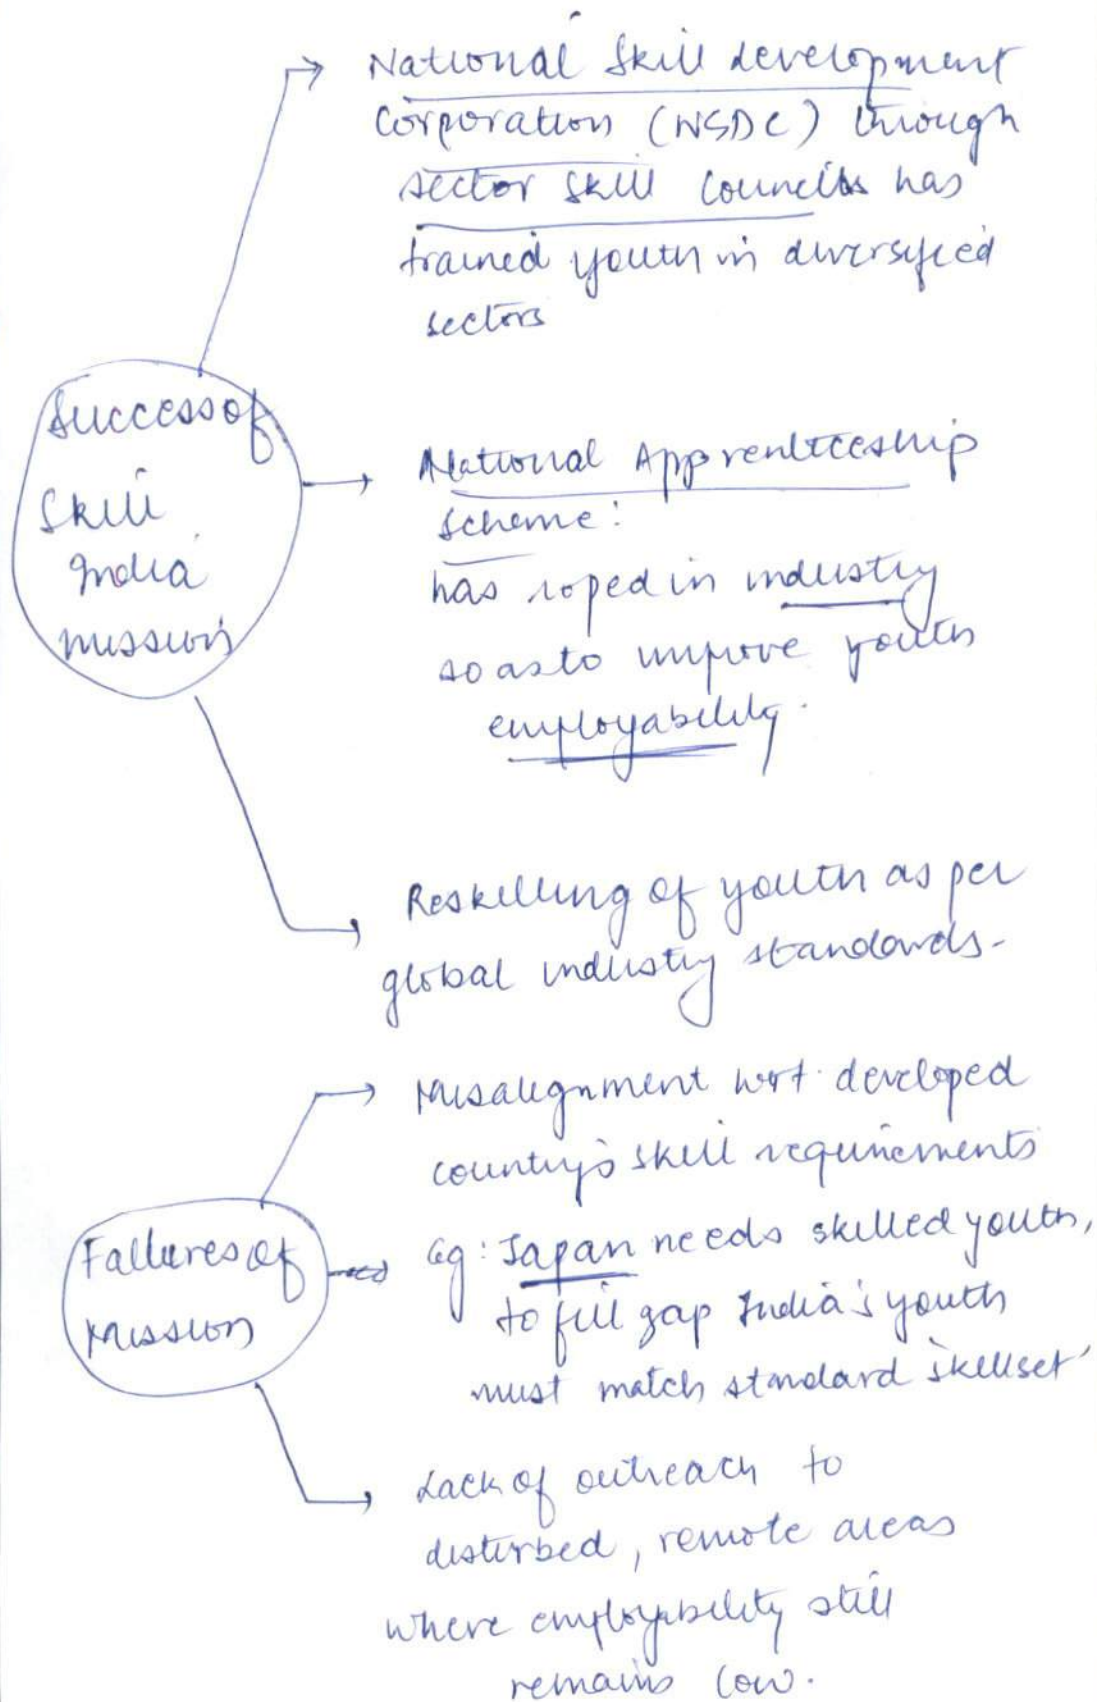 National Skill development
Corporation (NSDC) through
sector skill councils has
trained youth in diversified
sectors
Success of
Skill
India
mission
National Apprenticeship
scheme:
has roped in industry
so as to improve youth
employability.
Reskilling of youth as per
global industry standards.
Misalignment wrt. developed
country's skill requirements
Failures of
Mission
eg: Japan needs skilled youth,
to fill gap India's youth
must match standard 'skillset'
Lack of outreach to
disturbed, remote areas
where employability still
remains low.